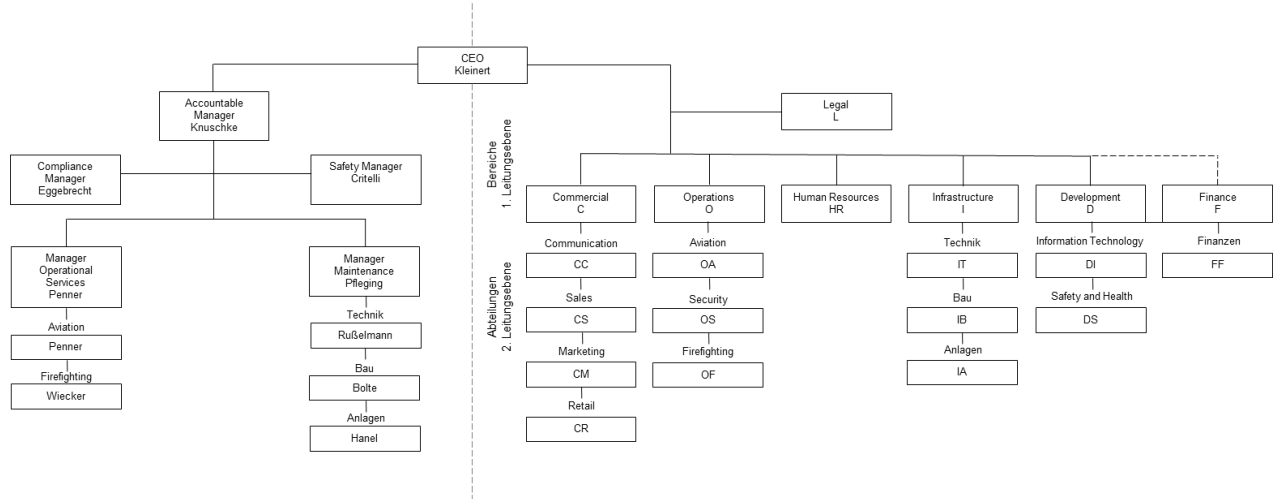 CEO
Kleinert
Accountable
Manager
Knuschke
Compliance
Manager
Eggebrecht
Safety Manager
Critelli
Manager
Operational
Services
Penner
Aviation
Penner
Firefighting
Wiecker
Manager
Maintenance
Pfleging
Technik
Rußelmann
Bau
Bolte
Anlagen
Hanel
Legal
L
Bereiche
1. Leitungsebene
Abteilungen
2. Leitungsebene
Commercial
C
Communication
CC
Sales
CS
Marketing
CM
Retail
CR
Operations
O
Aviation
OA
Security
OS
Firefighting
OF
Human Resources
HR
Infrastructure
I
Technik
IT
Bau
IB
Anlagen
IA
Development
D
Information Technology
DI
Safety and Health
DS
Finance
F
Finanzen
FF